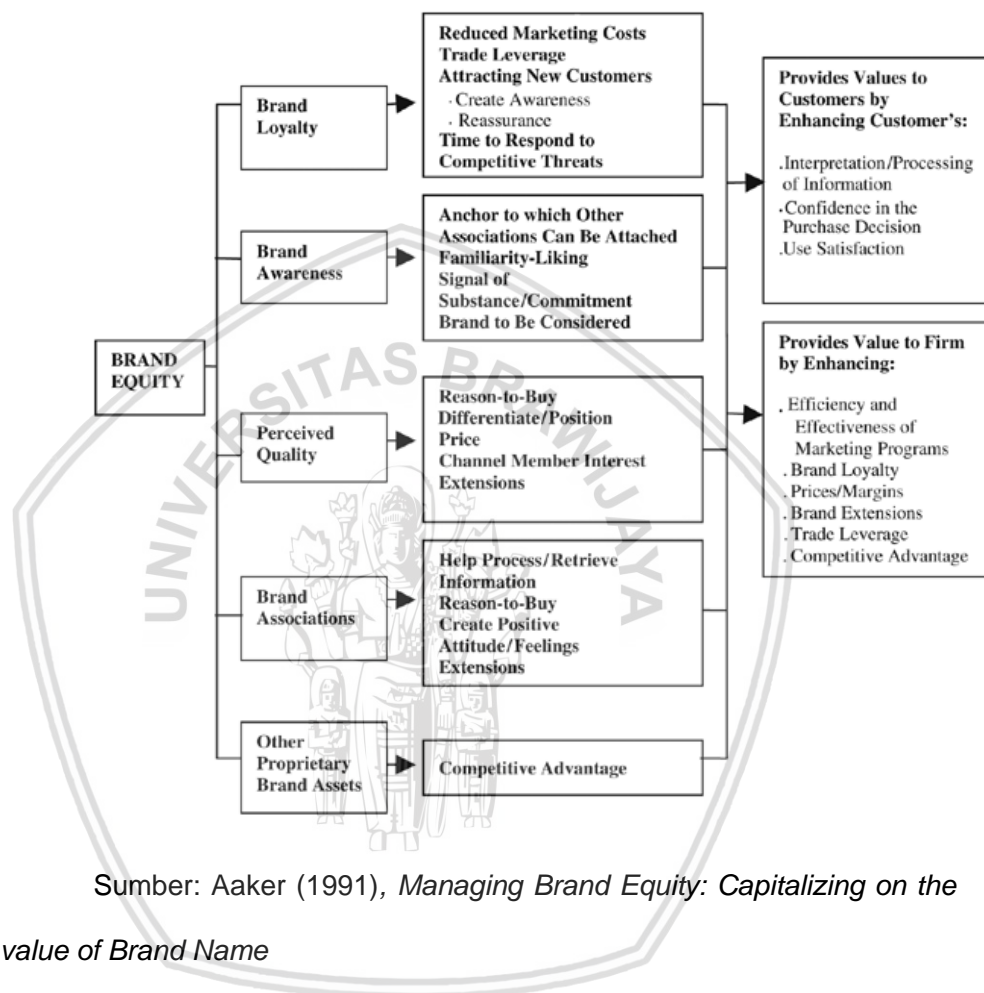 BRAND
EQUITY
Brand
Loyalty
Reduced Marketing Costs
Trade Leverage
Attracting New Customers
· Create Awareness
· Reassurance
Time to Respond to
Competitive Threats
Brand
Awareness
Anchor to which Other
Associations Can Be Attached
Familiarity-Liking
Signal of
Substance/Commitment
Brand to Be Considered
Perceived
Quality
Reason-to-Buy
Differentiate/Position
Price
Channel Member Interest
Extensions
Brand
Associations
Help Process/Retrieve
Information
Reason-to-Buy
Create Positive
Attitude/Feelings
Extensions
Other
Proprietary
Brand Assets
Competitive Advantage
Provides Values to
Customers by
Enhancing Customer's:
.Interpretation/Processing
of Information
.Confidence in the
Purchase Decision
.Use Satisfaction
Provides Value to Firm
by Enhancing:
. Efficiency and
Effectiveness of
Marketing Programs
. Brand Loyalty
. Prices/Margins
. Brand Extensions
. Trade Leverage
. Competitive Advantage
UNIVERSITAS BRAWIJAYA
Sumber: Aaker (1991), Managing Brand Equity: Capitalizing on the
value of Brand Name